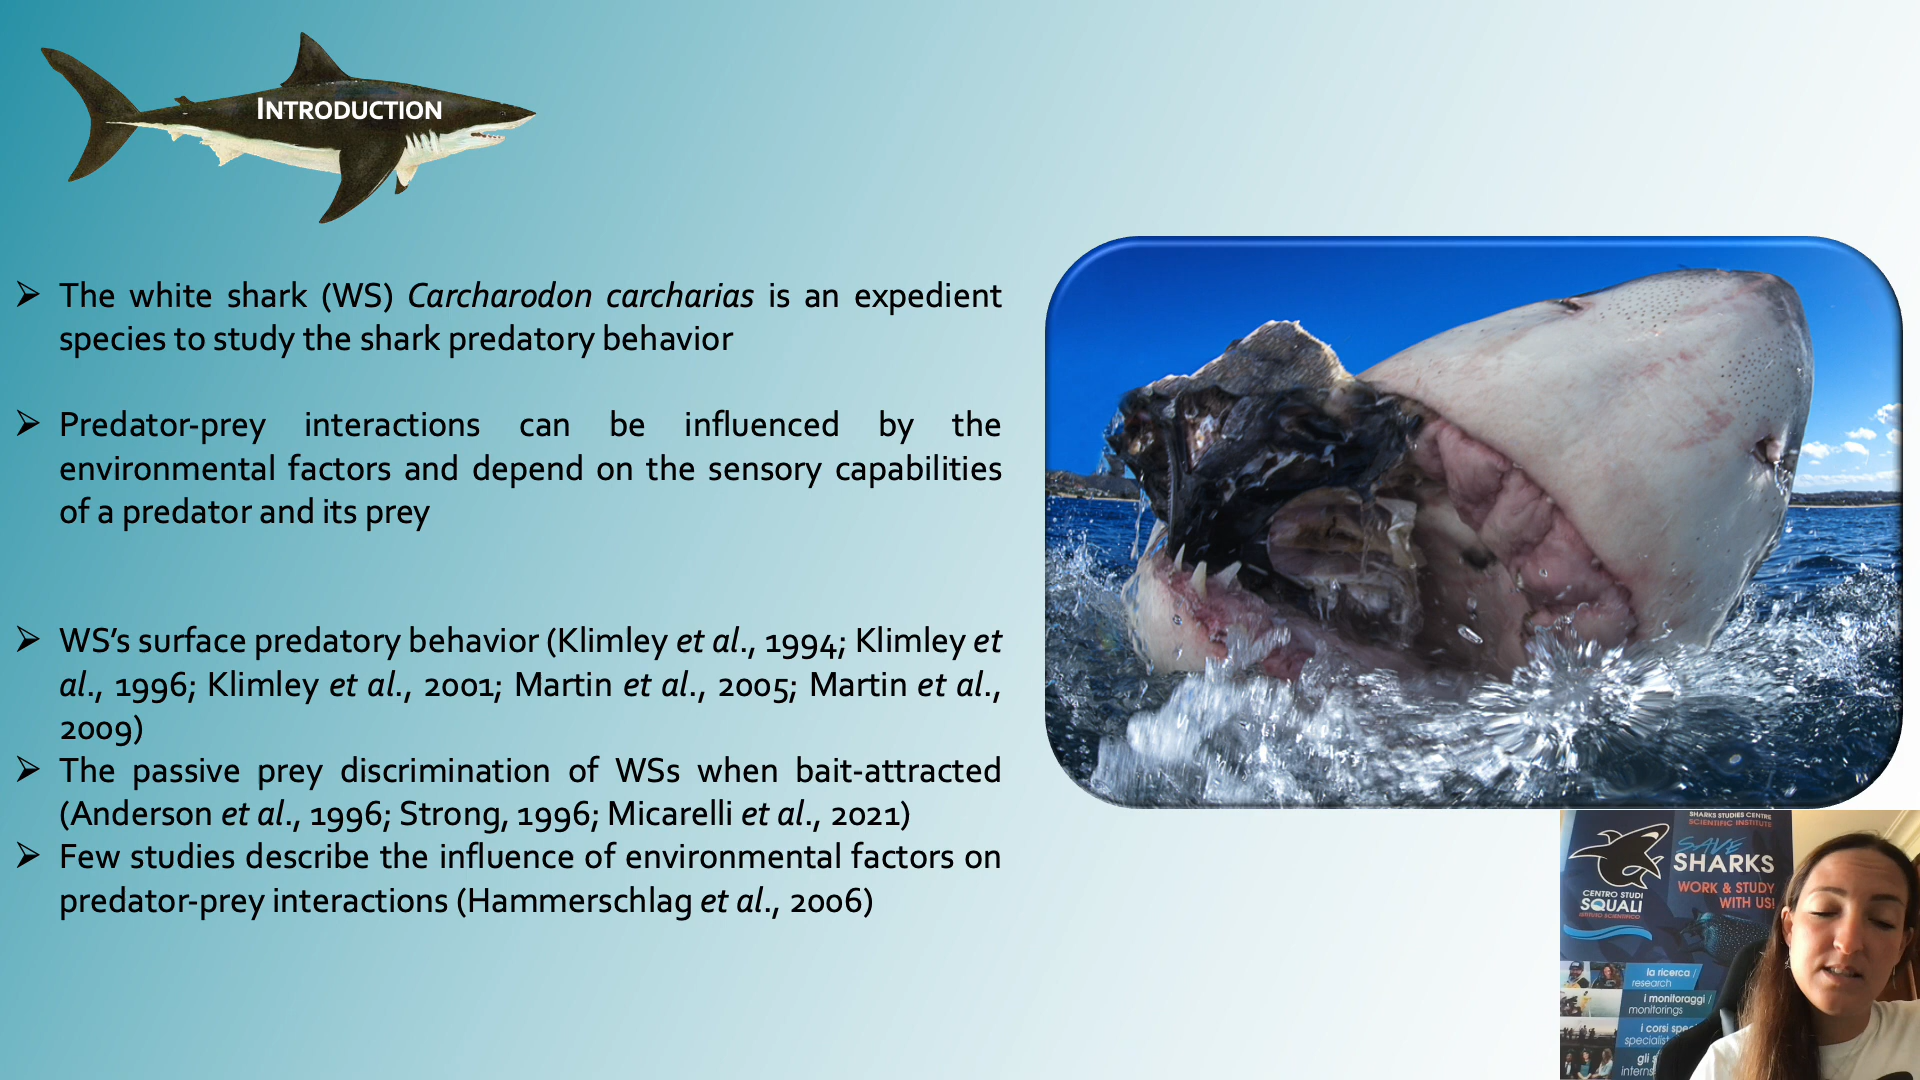 INTRODUCTION
The white shark (WS) Carcharodon carcharias is an expedient
species to study the shark predatory behavior
Predator-prey interactions can be influenced by the
environmental factors and depend on the sensory capabilities
of a predator and its prey
WS’s surface predatory behavior (Klimley et al., 1994; Klimley et
al., 1996; Klimley et al., 2001; Martin et al., 2005; Martin et al.,
2009)
The passive prey discrimination of WSs when bait-attracted
(Anderson et al., 1996; Strong, 1996; Micarelli et al., 2021)
Few studies describe the influence of environmental factors on
predator-prey interactions (Hammerschlag et al., 2006)
SHARKS STUDIES CENTRE
SCIENTIFIC INSTITUTE
SAVE
SHARKS
WORK & STUDY
WITH US!
CENTRO STUDI
SQUALI
ISTITUTO SCIENTIFICO
la ricerca /
research
i monitoraggi /
monitorings
i corsi
gli